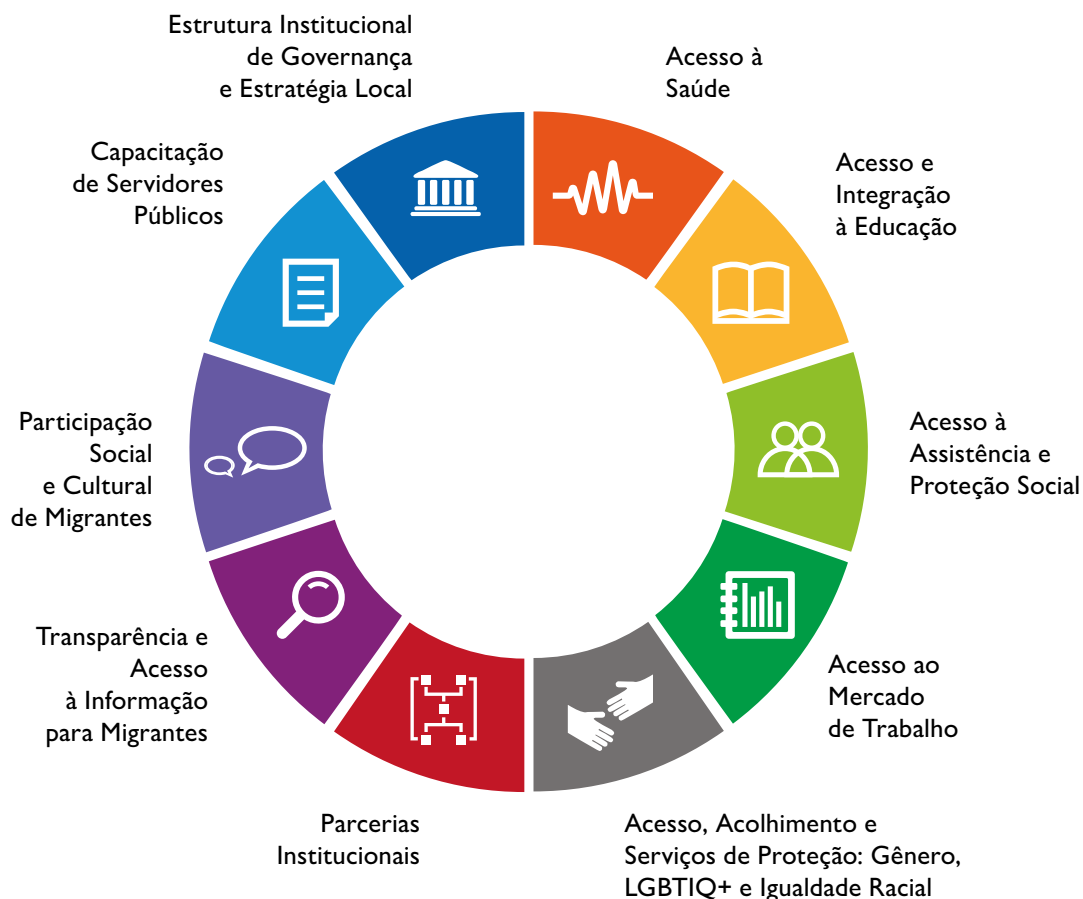 Estrutura Institucional
de Governança
e Estratégia Local
Acesso à
Saúde
Acesso e
Integração
à Educação
Acesso à
Assistência e
Proteção Social
Acesso ao
Mercado
de Trabalho
Acesso, Acolhimento e
Serviços de Proteção: Gênero,
LGBTIQ+ e Igualdade Racial
Parcerias
Institucionais
Transparência e
Acesso
à Informação
para Migrantes
Participação
Social
e Cultural
de Migrantes
Capacitação
de Servidores
Públicos